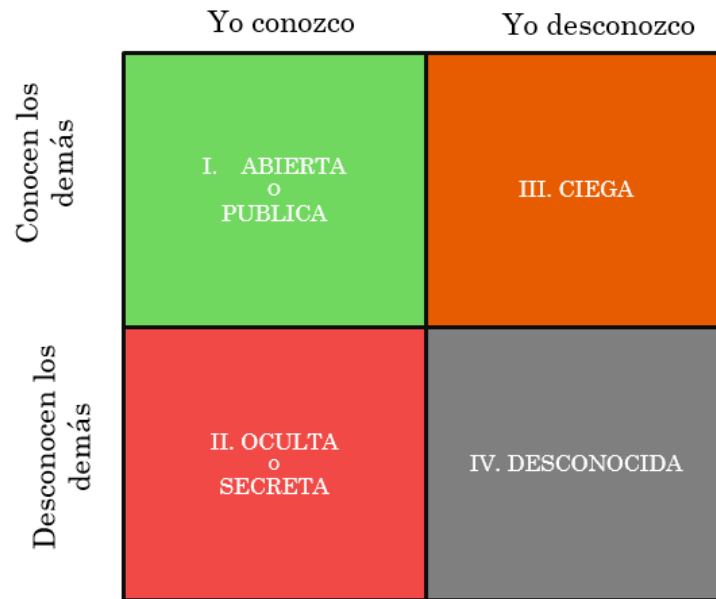 Yo conozco
Yo desconozco
Conocen los
demás
I. ABIERTA
o
PUBLICA
III. CIEGA
Desconocen los
demás
II. OCULTA
o
SECRETA
IV. DESCONOCIDA